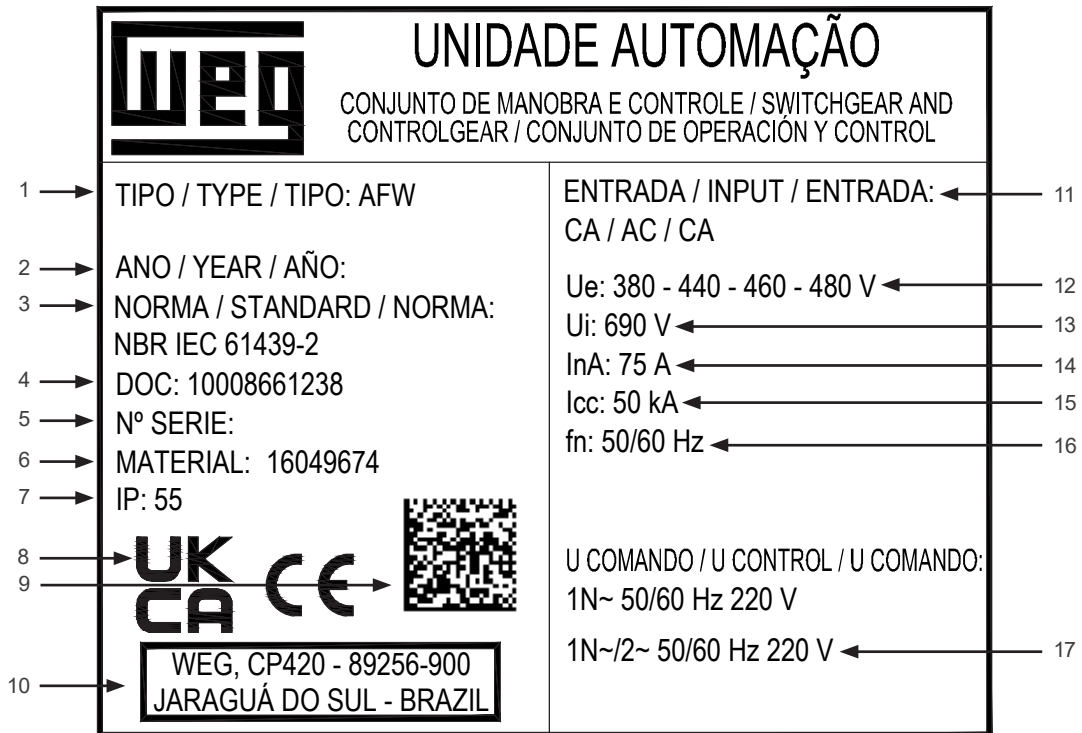 weg
UNIDADE AUTOMAÇÃO
CONJUNTO DE MANOBRA E CONTROLE / SWITCHGEAR AND
CONTROLGEAR / CONJUNTO DE OPERACIÓN Y CONTROL
1 TIPO / TYPE / TIPO: AFW
2 ANO / YEAR / AÑO:
3 NORMA / STANDARD / NORMA:
NBR IEC 61439-2
4 DOC: 10008661238
5 Nº SERIE:
6 MATERIAL: 16049674
7 IP: 55
8 UK
CA
CE
9
10 WEG, CP420 - 89256-900
JARAGUÁ DO SUL - BRAZIL
ENTRADA / INPUT / ENTRADA: 11
CA / AC / CA
Ue: 380 - 440 - 460 - 480 V 12
Ui: 690 V 13
InA: 75 A 14
Icc: 50 kA 15
fn: 50/60 Hz 16
U COMANDO / U CONTROL / U COMANDO:
1N~ 50/60 Hz 220 V
1N~/2~ 50/60 Hz 220 V 17